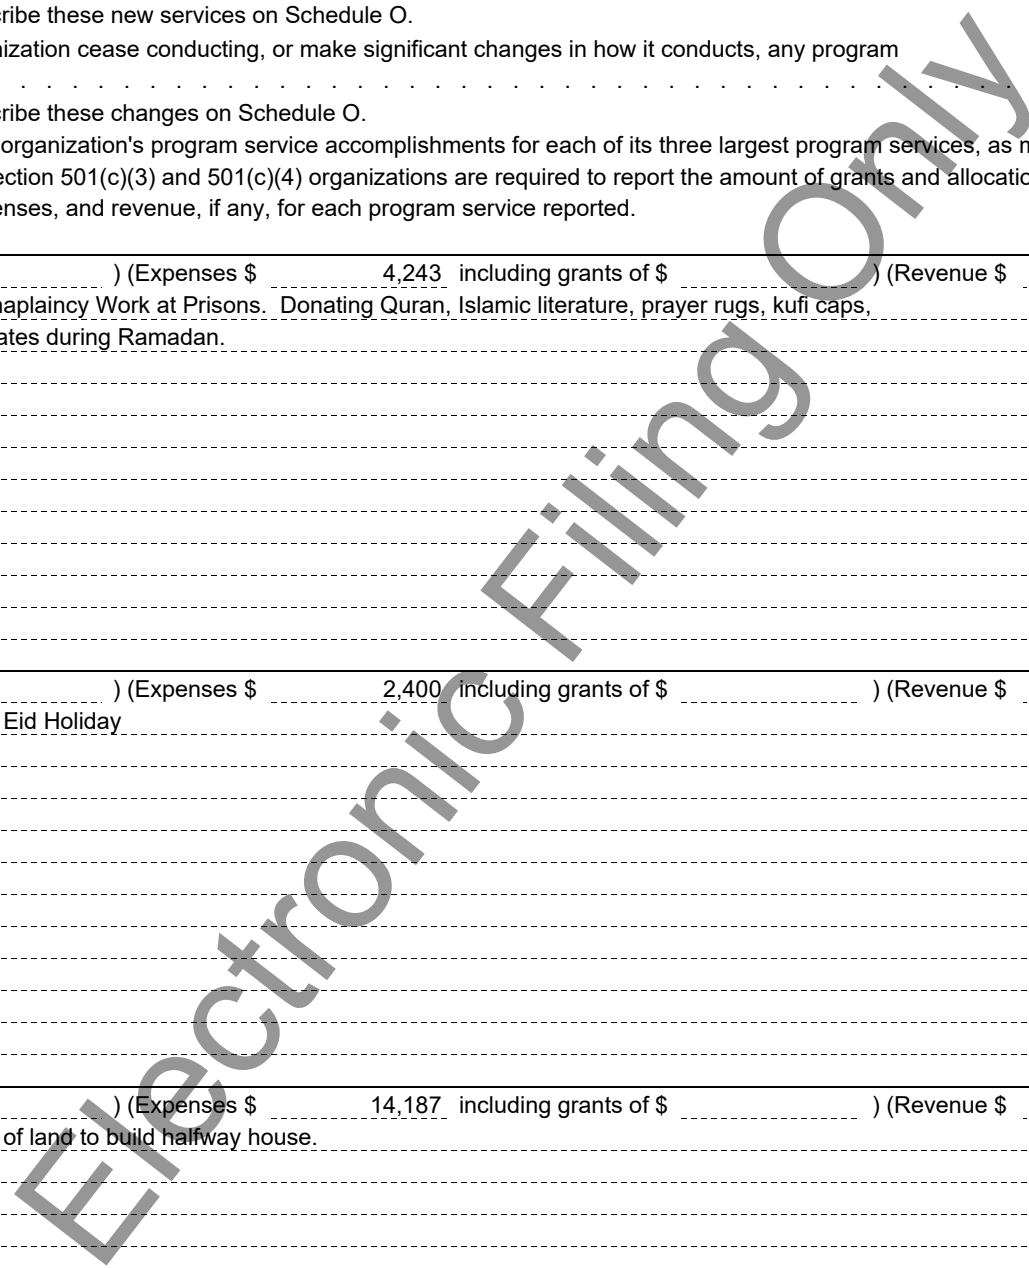 ribe these new services on Schedule O.
nization cease conducting, or make significant changes in how it conducts, any program
. . . . . . . . . . . . . . . . . . . . . . . . . . . . . . . . . . . . . . .
ribe these changes on Schedule O.
organization's program service accomplishments for each of its three largest program services, as m
ection 501(c)(3) and 501(c)(4) organizations are required to report the amount of grants and allocatio
enses, and revenue, if any, for each program service reported.
) (Expenses $ 4,243 including grants of $ ) (Revenue $
haplaincy Work at Prisons. Donating Quran, Islamic literature, prayer rugs, kufi caps,
ates during Ramadan.
) (Expenses $ 2,400 including grants of $ ) (Revenue $
Eid Holiday
) (Expenses $ 14,187 including grants of $ ) (Revenue $
of land to build halfway house.
Electronic Filing Only